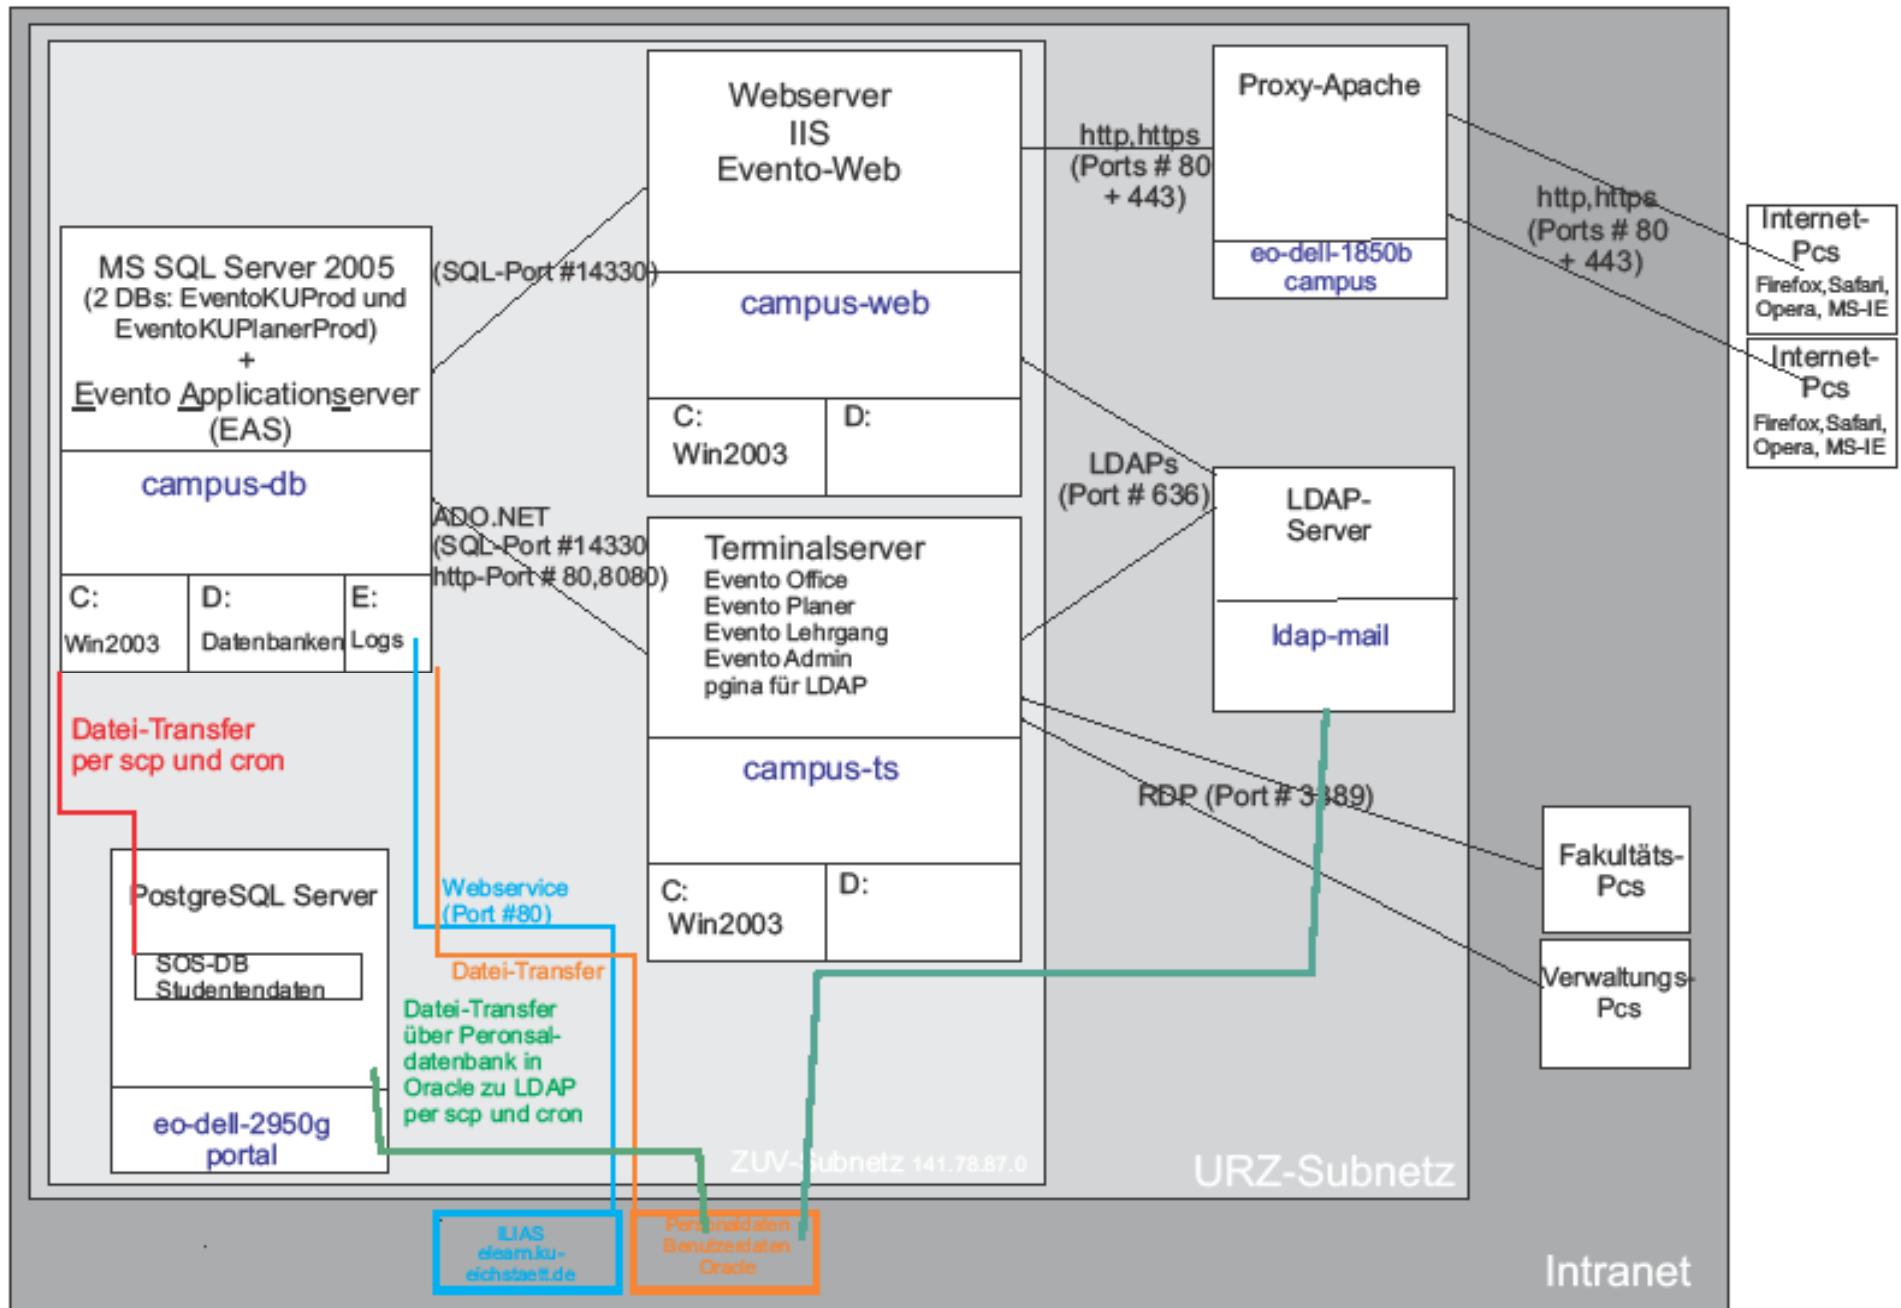 Webserver
IIS
Evento-Web
campus-web
C:
Win2003
D:
Proxy-Apache
eo-dell-1850b
campus
http,https
(Ports # 80
+ 443)
http,https
(Ports # 80
+ 443)
Internet-
Pcs
Firefox,Safari,
Opera, MS-IE
Internet-
Pcs
Firefox,Safari,
Opera, MS-IE
MS SQL Server 2005
(2 DBs: EventoKUProd und
EventoKUPlanerProd)
+
Evento Applicationserver
(EAS)
campus-db
C:
Win2003
D:
Datenbanken
E:
Logs
(SQL-Port #14330)
ADO.NET
(SQL-Port #14330
http-Port # 80,8080)
Terminalserver
Evento Office
Evento Planer
Evento Lehrgang
Evento Admin
pgina für LDAP
campus-ts
C:
Win2003
D:
LDAPs
(Port # 636)
LDAP-
Server
ldap-mail
RDP (Port # 3389)
Fakultäts-
Pcs
Verwaltungs-
Pcs
Datei-Transfer
per scp und cron
PostgreSQL Server
SOS-DB
Studentendaten
eo-dell-2950g
portal
Webservice
(Port #80)
Datei-Transfer
Datei-Transfer
über Peronsal-
datenbank in
Oracle zu LDAP
per scp und cron
ZUV-Subnetz 141.78.87.0
URZ-Subnetz
ILIAS
elearn.ku-
eichstaett.de
Personaldaten
Benutzerdaten
Oracle
Intranet